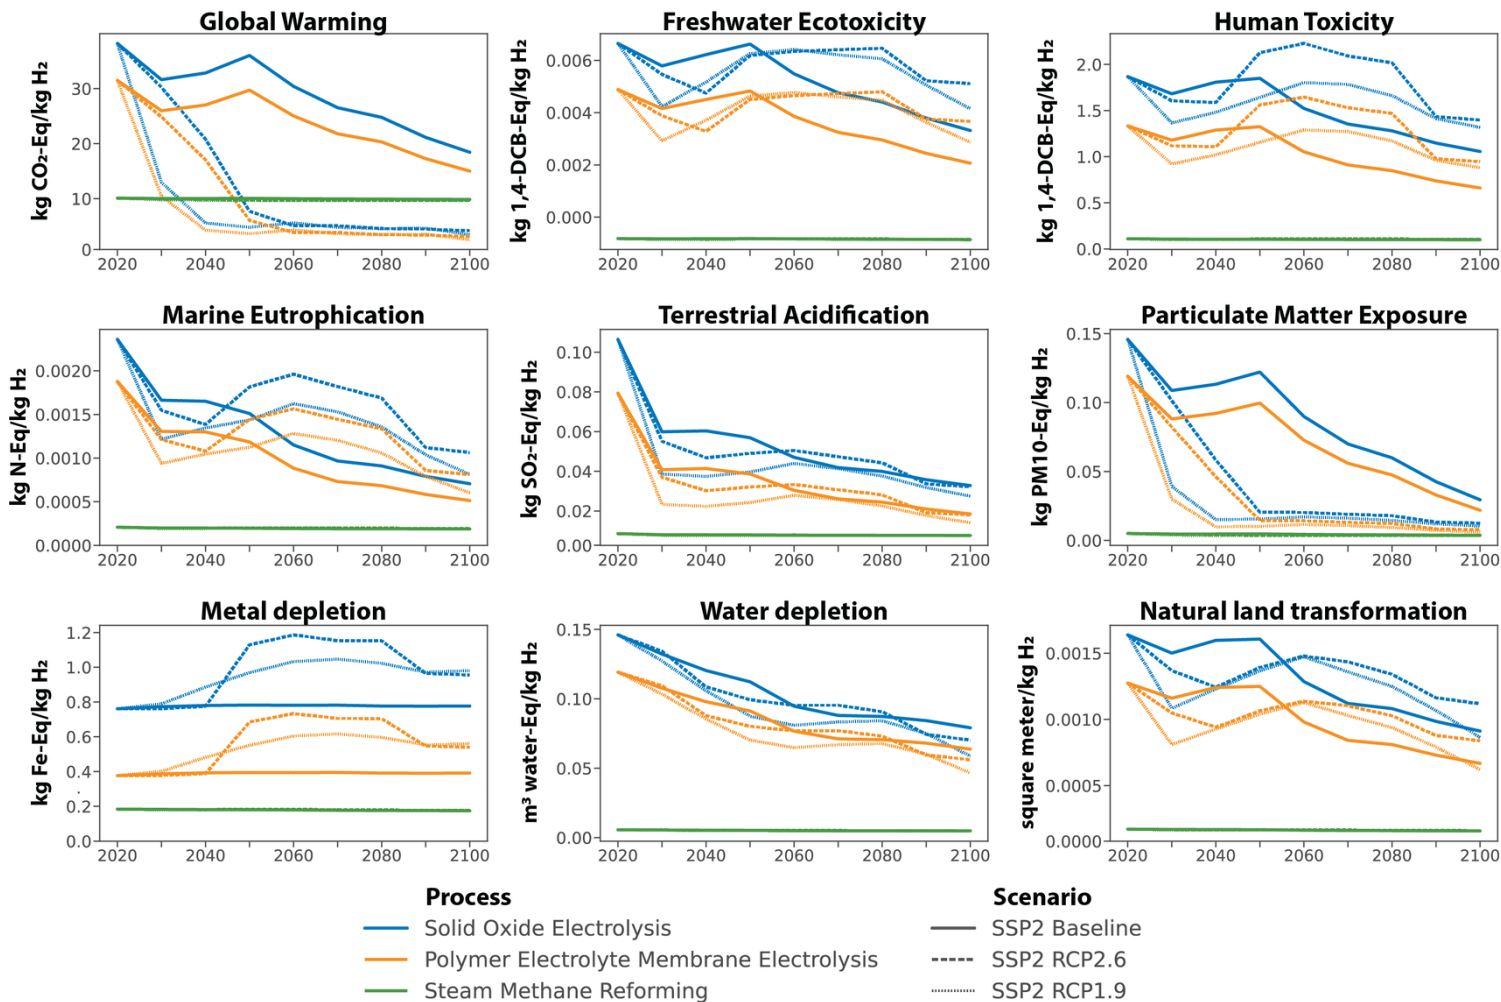 Global Warming
Freshwater Ecotoxicity
Human Toxicity
kg CO₂-Eq/kg H₂
30
20
10
0
2020 2040 2060 2080 2100
kg 1,4-DCB-Eq/kg H₂
0.006
0.004
0.002
0.000
2020 2040 2060 2080 2100
kg 1,4-DCB-Eq/kg H₂
2.0
1.5
1.0
0.5
0.0
2020 2040 2060 2080 2100
Marine Eutrophication
Terrestrial Acidification
Particulate Matter Exposure
kg N-Eq/kg H₂
0.0020
0.0015
0.0010
0.0005
0.0000
2020 2040 2060 2080 2100
kg SO₂-Eq/kg H₂
0.10
0.08
0.06
0.04
0.02
0.00
2020 2040 2060 2080 2100
kg PM10-Eq/kg H₂
0.15
0.10
0.05
0.00
2020 2040 2060 2080 2100
Metal depletion
Water depletion
Natural land transformation
kg Fe-Eq/kg H₂
1.2
1.0
0.8
0.6
0.4
0.2
0.0
2020 2040 2060 2080 2100
m³ water-Eq/kg H₂
0.15
0.10
0.05
0.00
2020 2040 2060 2080 2100
square meter/kg H₂
0.0015
0.0010
0.0005
0.0000
2020 2040 2060 2080 2100
Process
Solid Oxide Electrolysis
Polymer Electrolyte Membrane Electrolysis
Steam Methane Reforming
Scenario
SSP2 Baseline
SSP2 RCP2.6
SSP2 RCP1.9